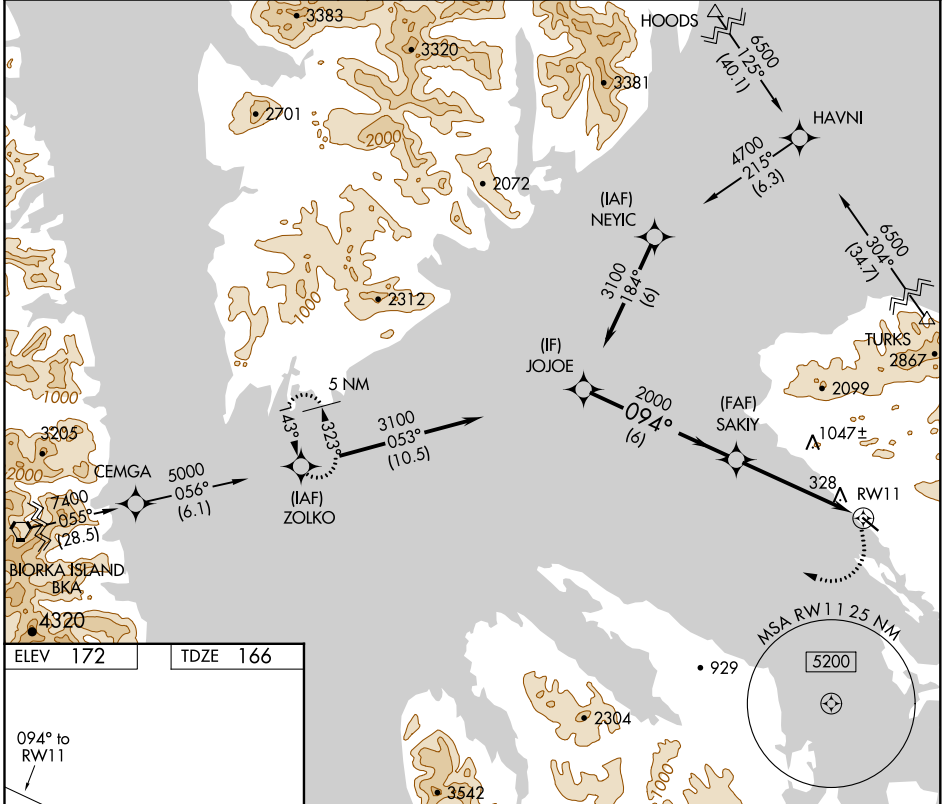 3383
3320
3381
2701
2000
2072
HOODS
6500
125°
(40.1)
HAVNI
4700
215°
(6.3)
(IAF)
NEYIC
3100
184°
(6)
6500
304°
(34.7)
TURKS
2867
2099
2312
1000
(IF)
JOJOE
2000
094°
(6)
(FAF)
SAKIY
1047±
328
RW11
5 NM
143°
323°
3100
053°
(10.5)
(IAF)
ZOLKO
1000
3205
2000
CEMGA
5000
056°
(6.1)
7400
055°
(28.5)
BIORKA ISLAND
BKA
4320
MSA RW11 25 NM
5200
929
2304
3542
1000
ELEV 172
TDZE 166
094° to
RW11